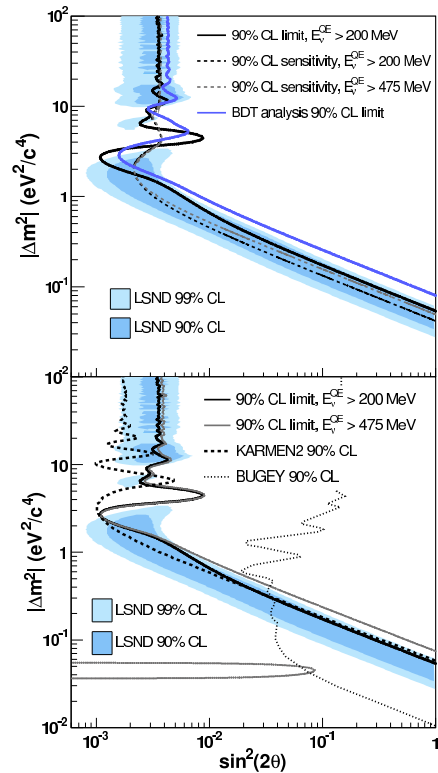 10²
90% CL limit, E_ν^QE > 200 MeV
90% CL sensitivity, E_ν^QE > 200 MeV
90% CL sensitivity, E_ν^QE > 475 MeV
BDT analysis 90% CL limit
10
1
10⁻¹
10⁻²
|Δm²| (eV²/c⁴)
LSND 99% CL
LSND 90% CL
10²
90% CL limit, E_ν^QE > 200 MeV
90% CL limit, E_ν^QE > 475 MeV
KARMEN2 90% CL
BUGEY 90% CL
10
1
10⁻¹
10⁻²
|Δm²| (eV²/c⁴)
LSND 99% CL
LSND 90% CL
10⁻³ 10⁻² 10⁻¹ 1
sin²(2θ)